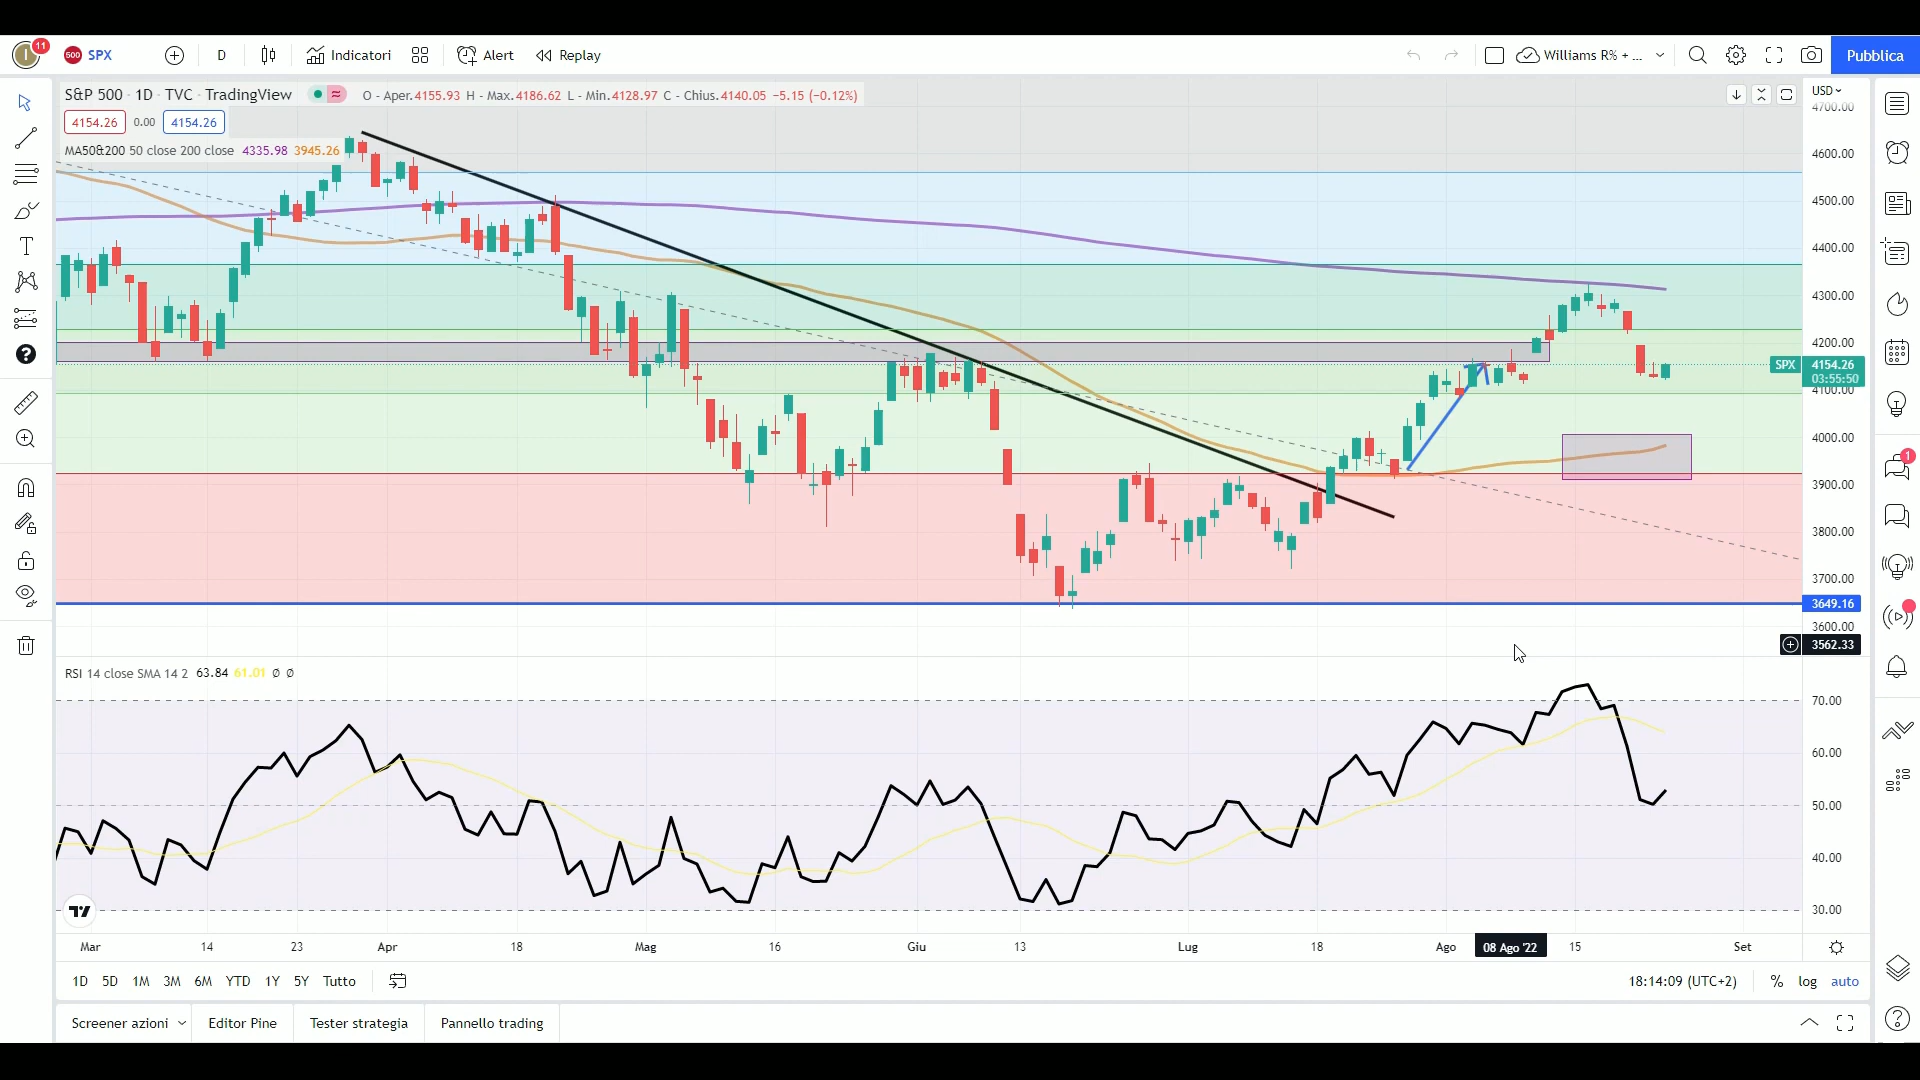 I 11 500 SPX D Indicatori Alert Replay Williams R% + ... Pubblica
S&P 500 · 1D · TVC · TradingView O - Aper.4155.93 H - Max.4186.62 L - Min.4128.97 C - Chius.4140.05 -5.15 (-0.12%)
USD
4154.26 0.00 4154.26
MA50&200 50 close 200 close 4335.98 3945.26
4700.00
4600.00
4500.00
4400.00
4300.00
4200.00
SPX 4154.26
03:55:50
4100.00
4000.00
3900.00
3800.00
3700.00
3649.16
3600.00
3562.33
1
RSI 14 close SMA 14 2 63.84 61.01 Ø Ø
70.00
60.00
50.00
40.00
30.00
Mar 14 23 Apr 18 Mag 16 Giu 13 Lug 18 Ago 08 Ago '22 15 Set
1D 5D 1M 3M 6M YTD 1Y 5Y Tutto 18:14:09 (UTC+2) % log auto
Screener azioni Editor Pine Tester strategia Pannello trading